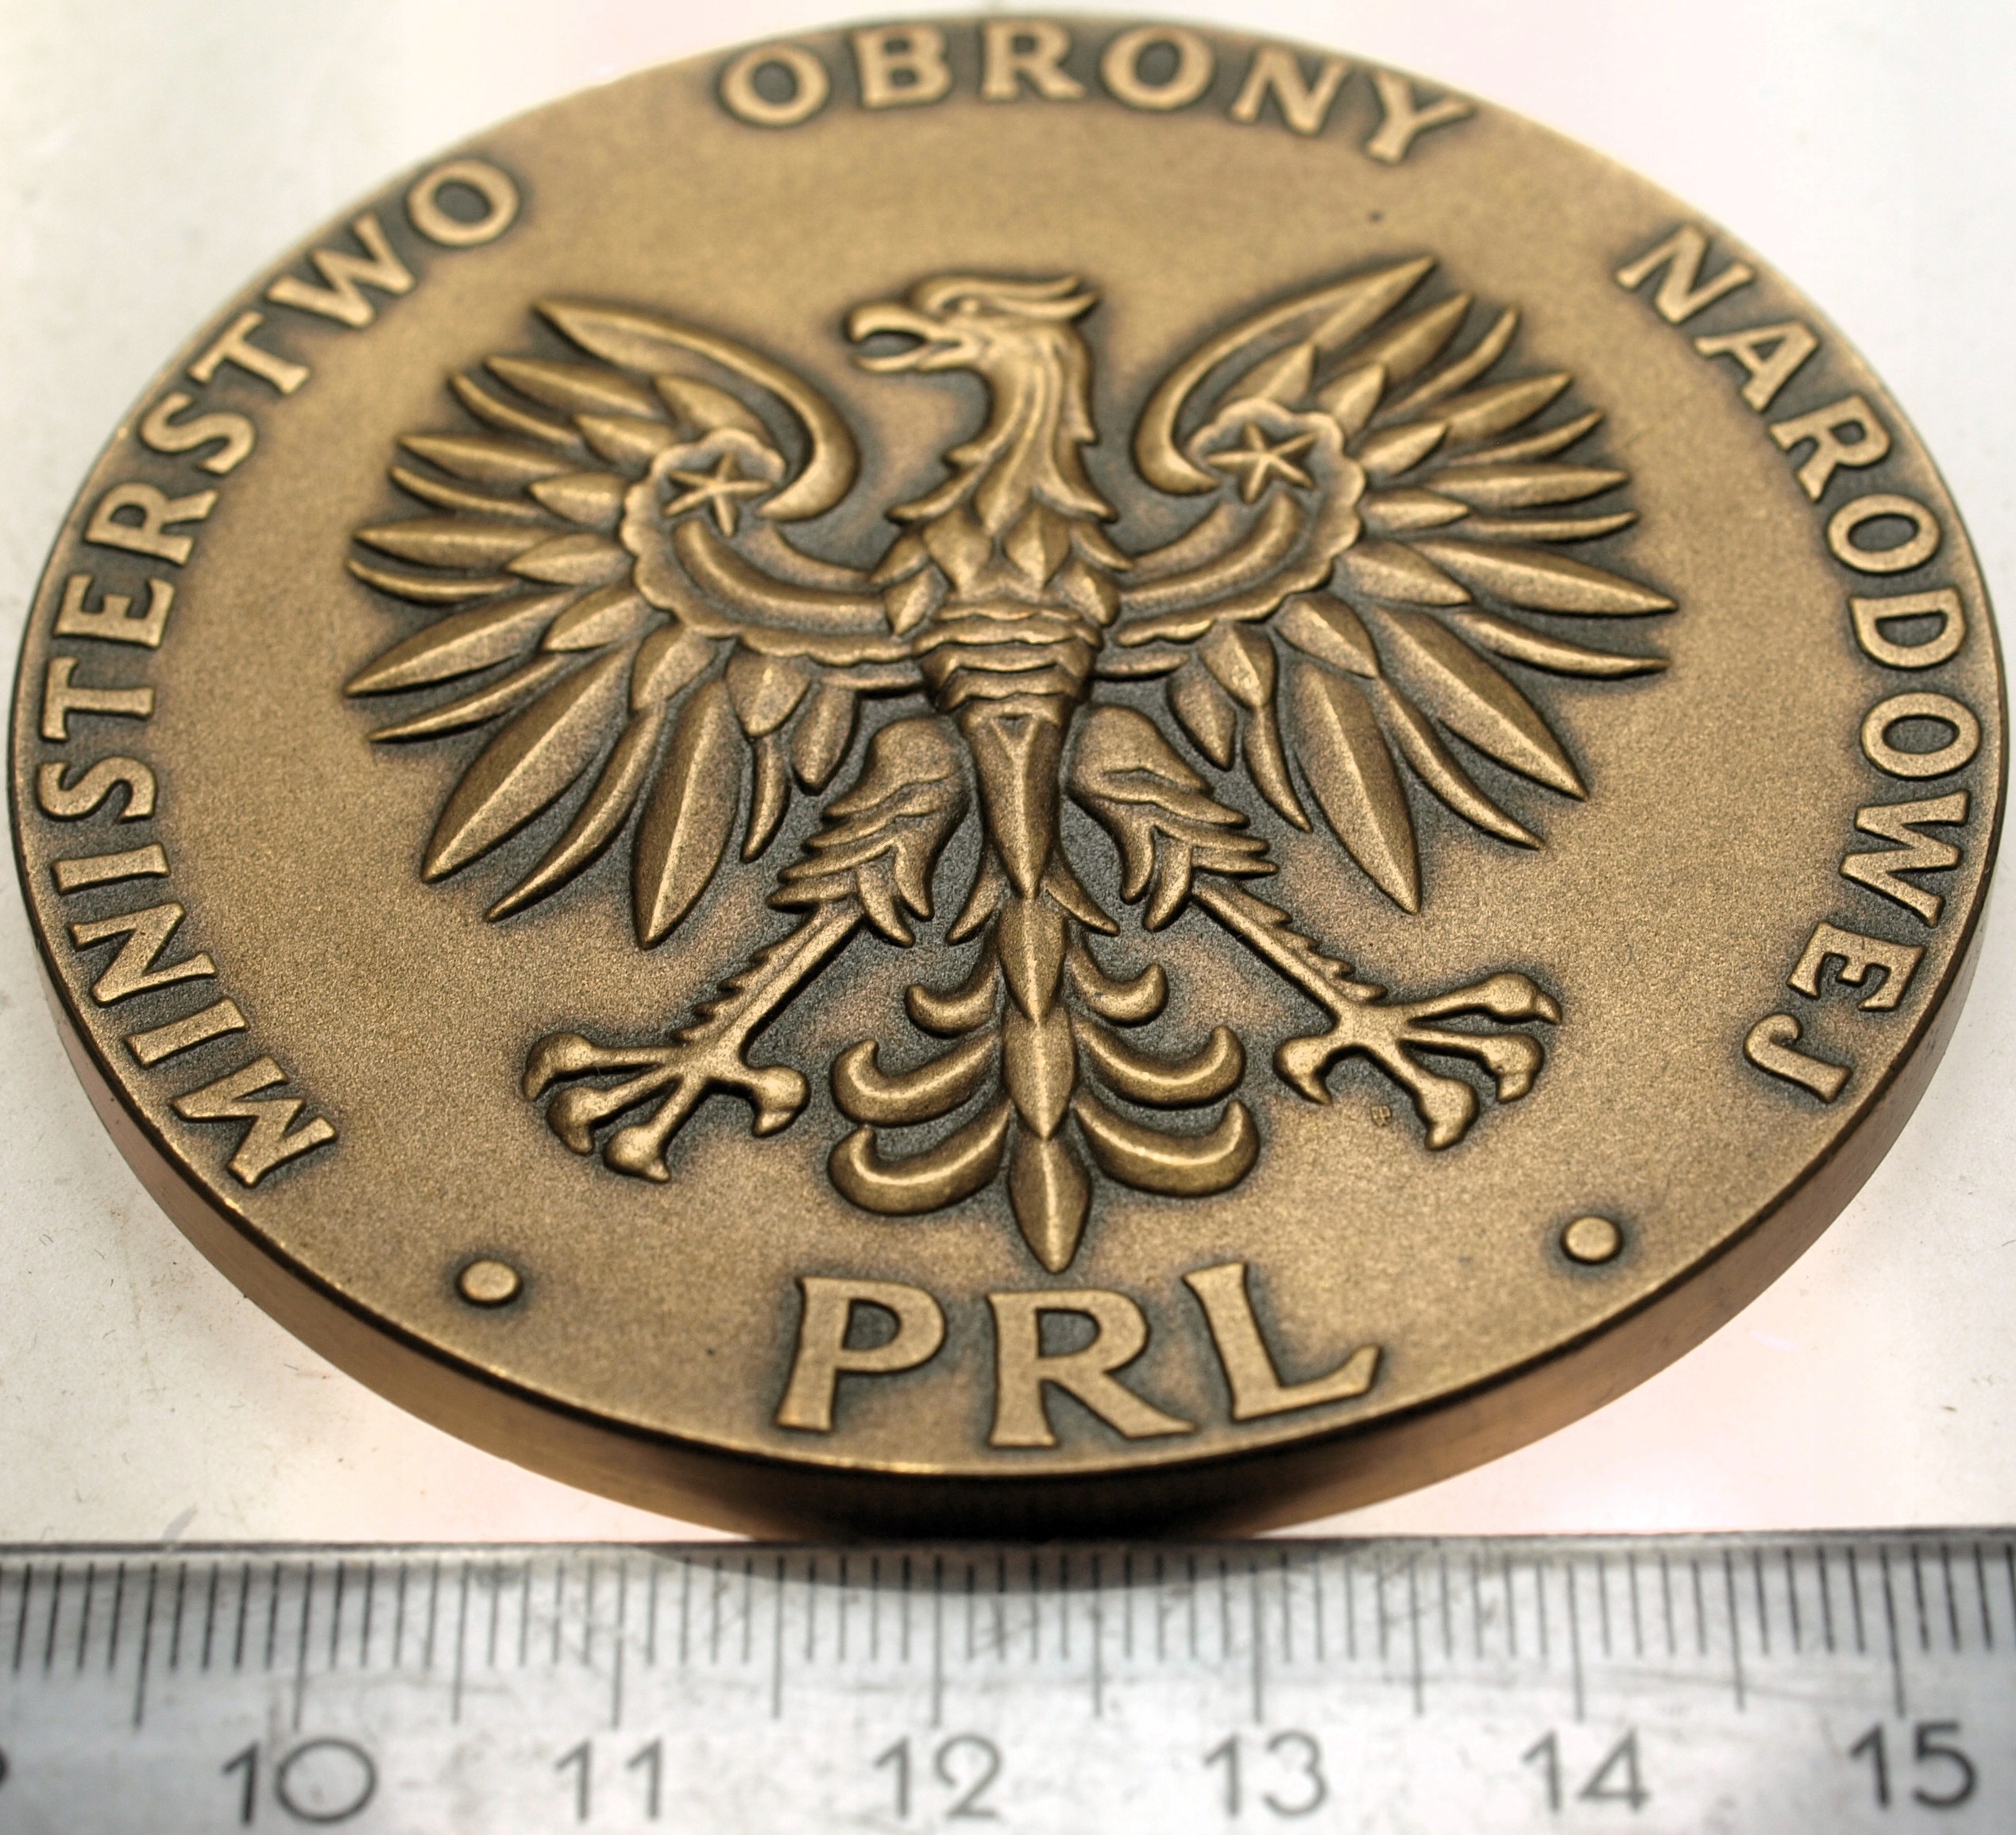 MINISTERSTWO OBRONY NARODOWEJ
• PRL •
10 11 12 13 14 15